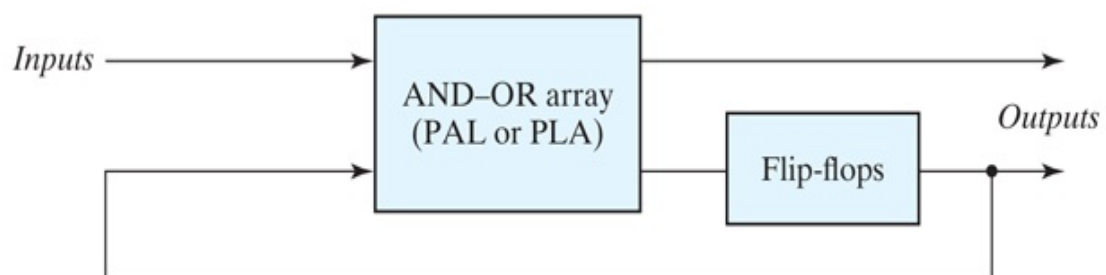 Inputs
AND–OR array
(PAL or PLA)
Outputs
Flip-flops